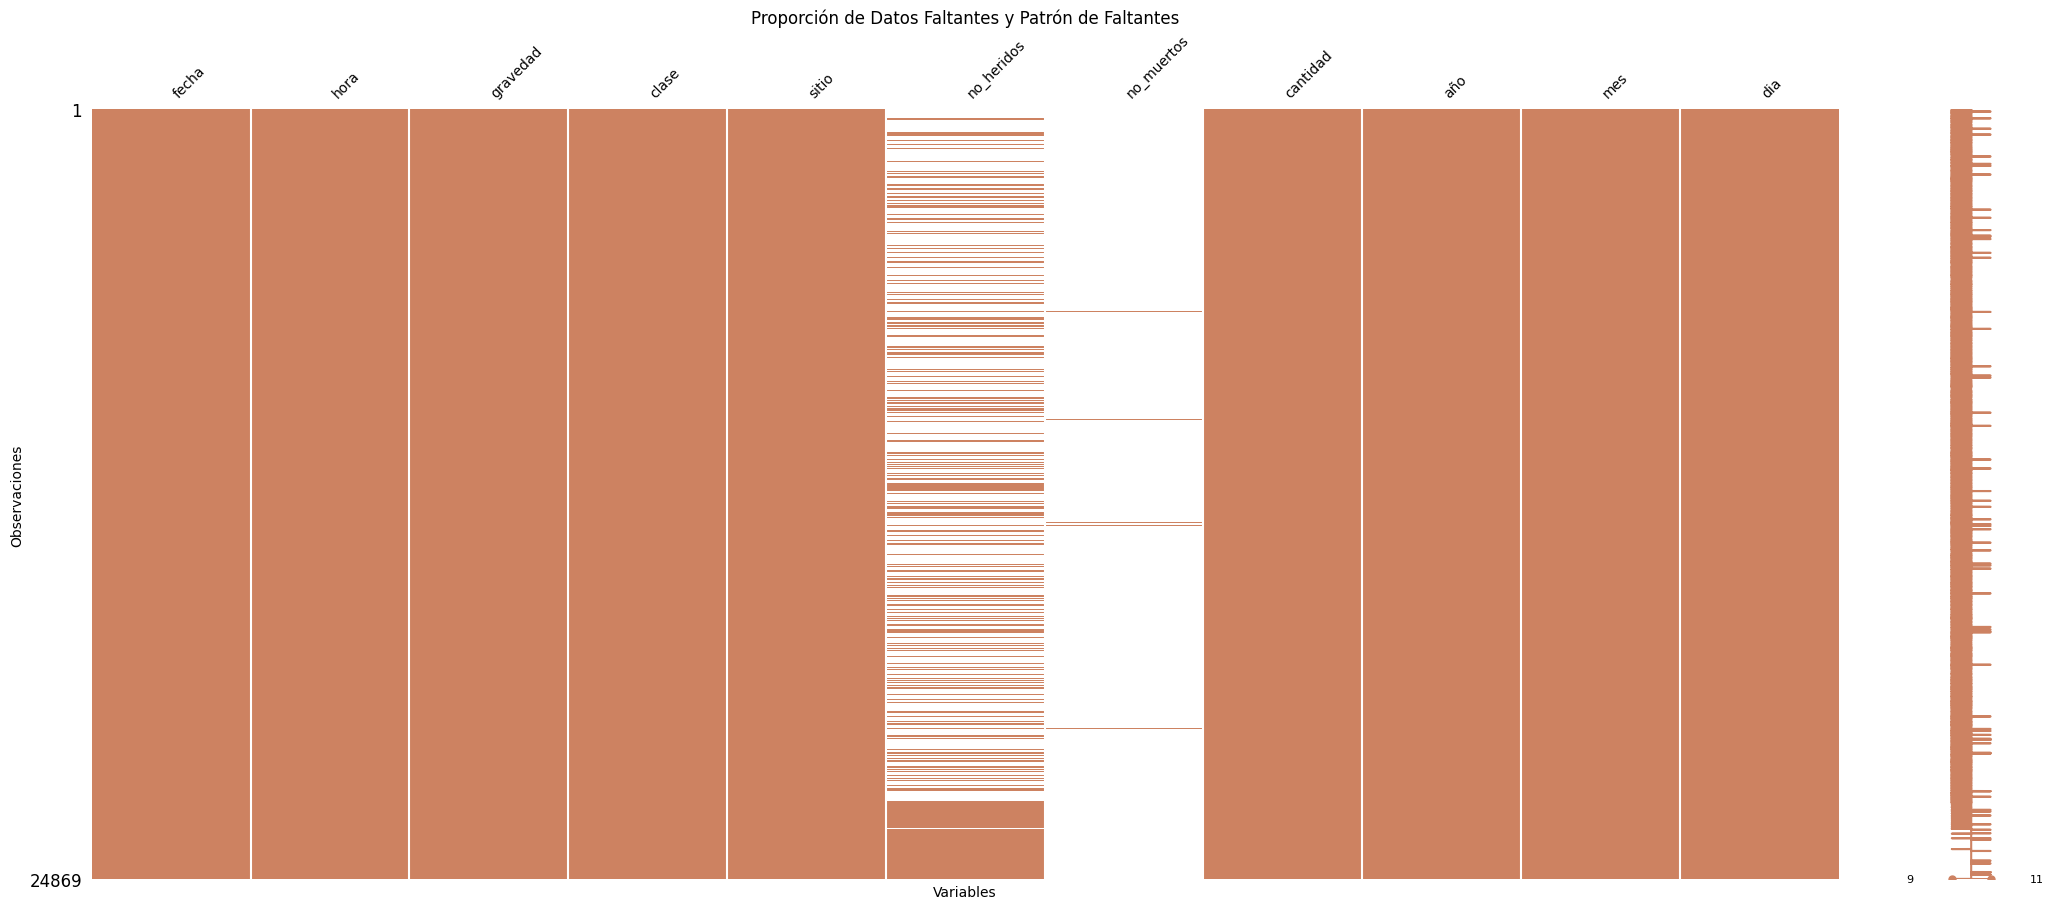 Proporción de Datos Faltantes y Patrón de Faltantes
fecha
hora
gravedad
clase
sitio
no_heridos
no_muertos
cantidad
año
mes
dia
1
Observaciones
24869
Variables
9
11